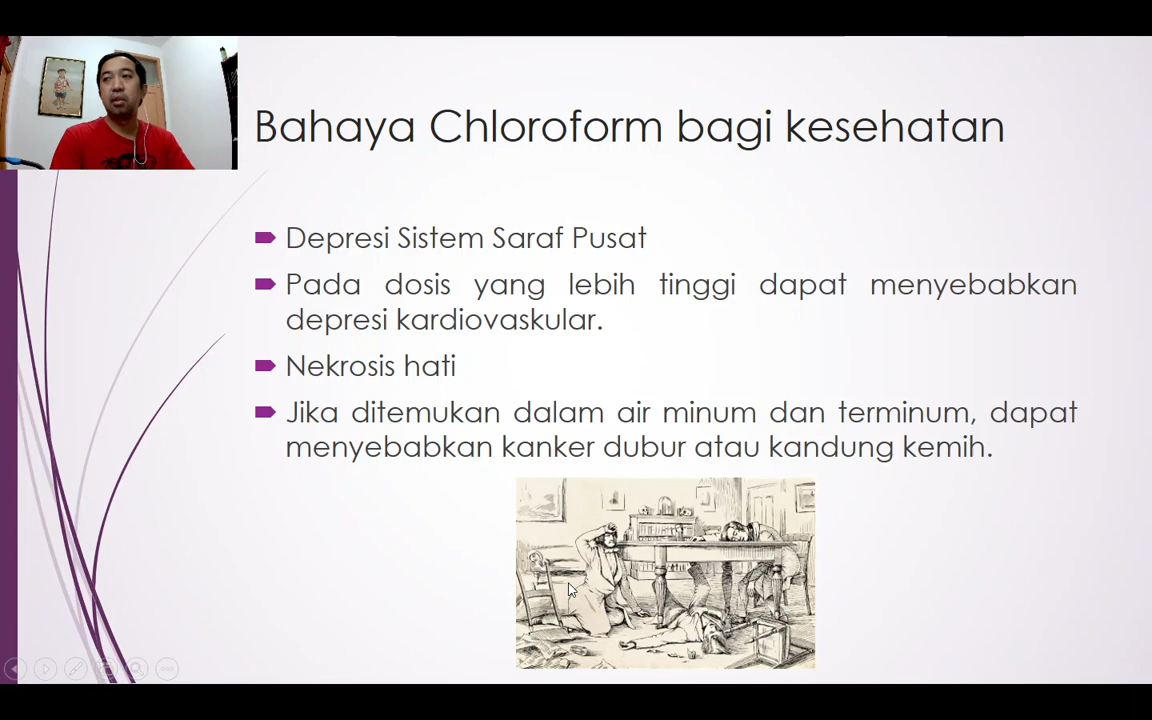 Bahaya Chloroform bagi kesehatan
Depresi Sistem Saraf Pusat
Pada dosis yang lebih tinggi dapat menyebabkan
depresi kardiovaskular.
Nekrosis hati
Jika ditemukan dalam air minum dan terminum, dapat
menyebabkan kanker dubur atau kandung kemih.